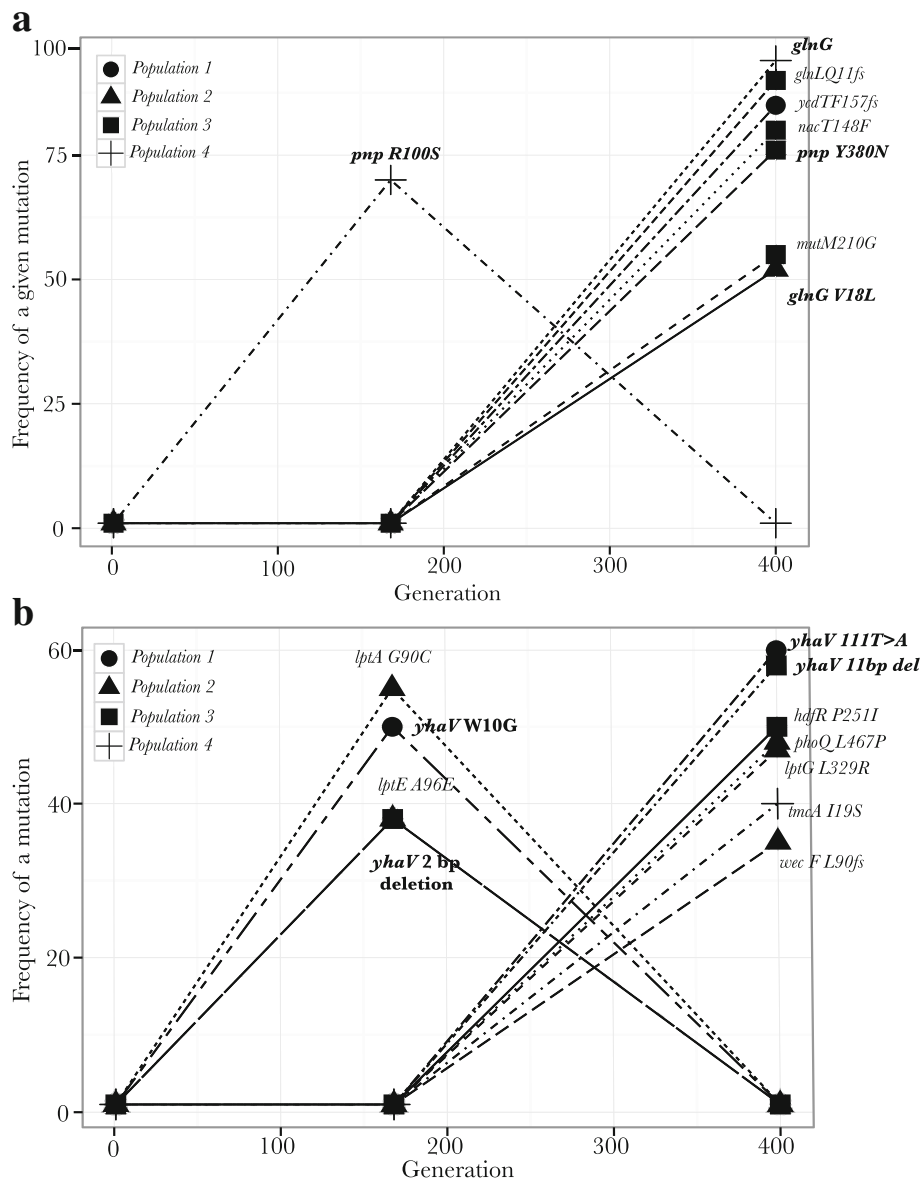 a
Frequency of a given mutation
100
75
50
25
0
Population 1
Population 2
Population 3
Population 4
pnp R100S
glnG
glnLQ11fs
ycdTF157fs
nacT148F
pnp Y380N
mutM210G
glnG V18L
0 100 200 300 400
Generation
b
Frequency of a mutation
60
40
20
0
Population 1
Population 2
Population 3
Population 4
lptA G90C
yhaV W10G
lptE A96E
yhaV 2 bp
deletion
yhaV 111T>A
yhaV 11bp del
hdfR P251I
phoQ L467P
lptG L329R
tmcA I19S
wec F L90fs
0 100 200 300 400
Generation